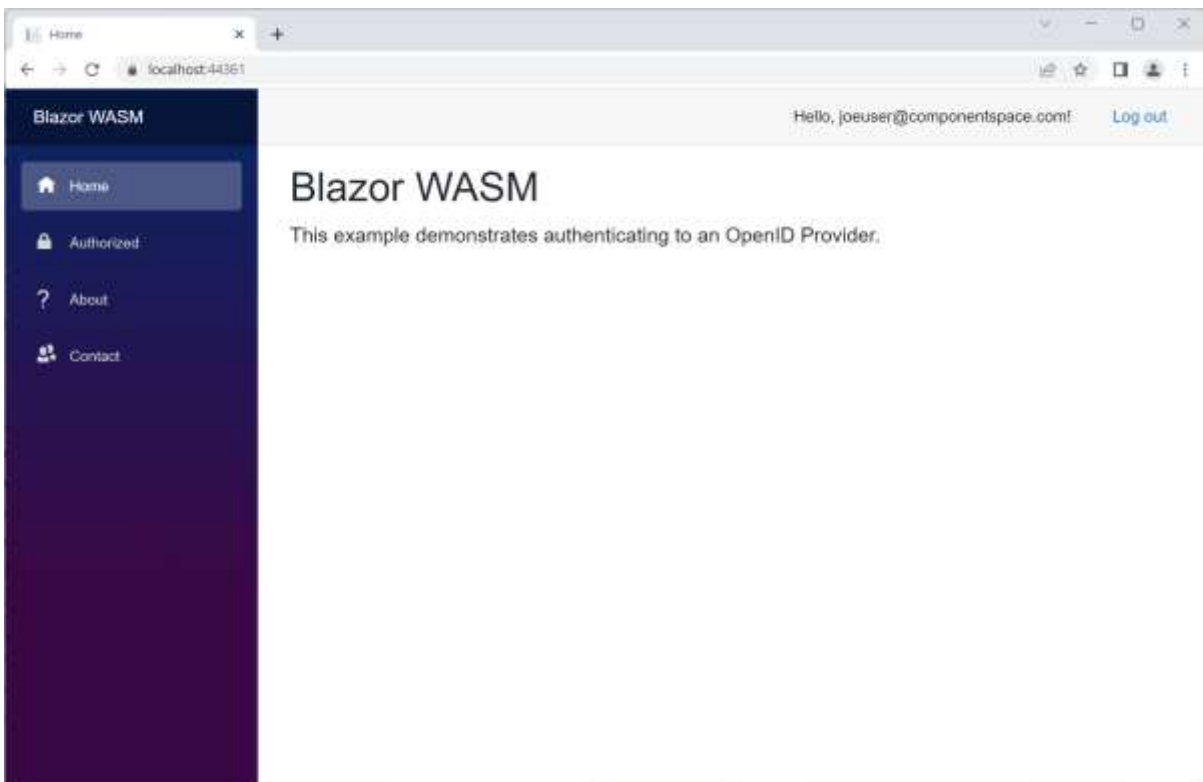 Home
localhost:44361
Blazor WASM
Hello, joeuser@componentspace.com!
Log out
Home
Authorized
About
Contact
Blazor WASM
This example demonstrates authenticating to an OpenID Provider.